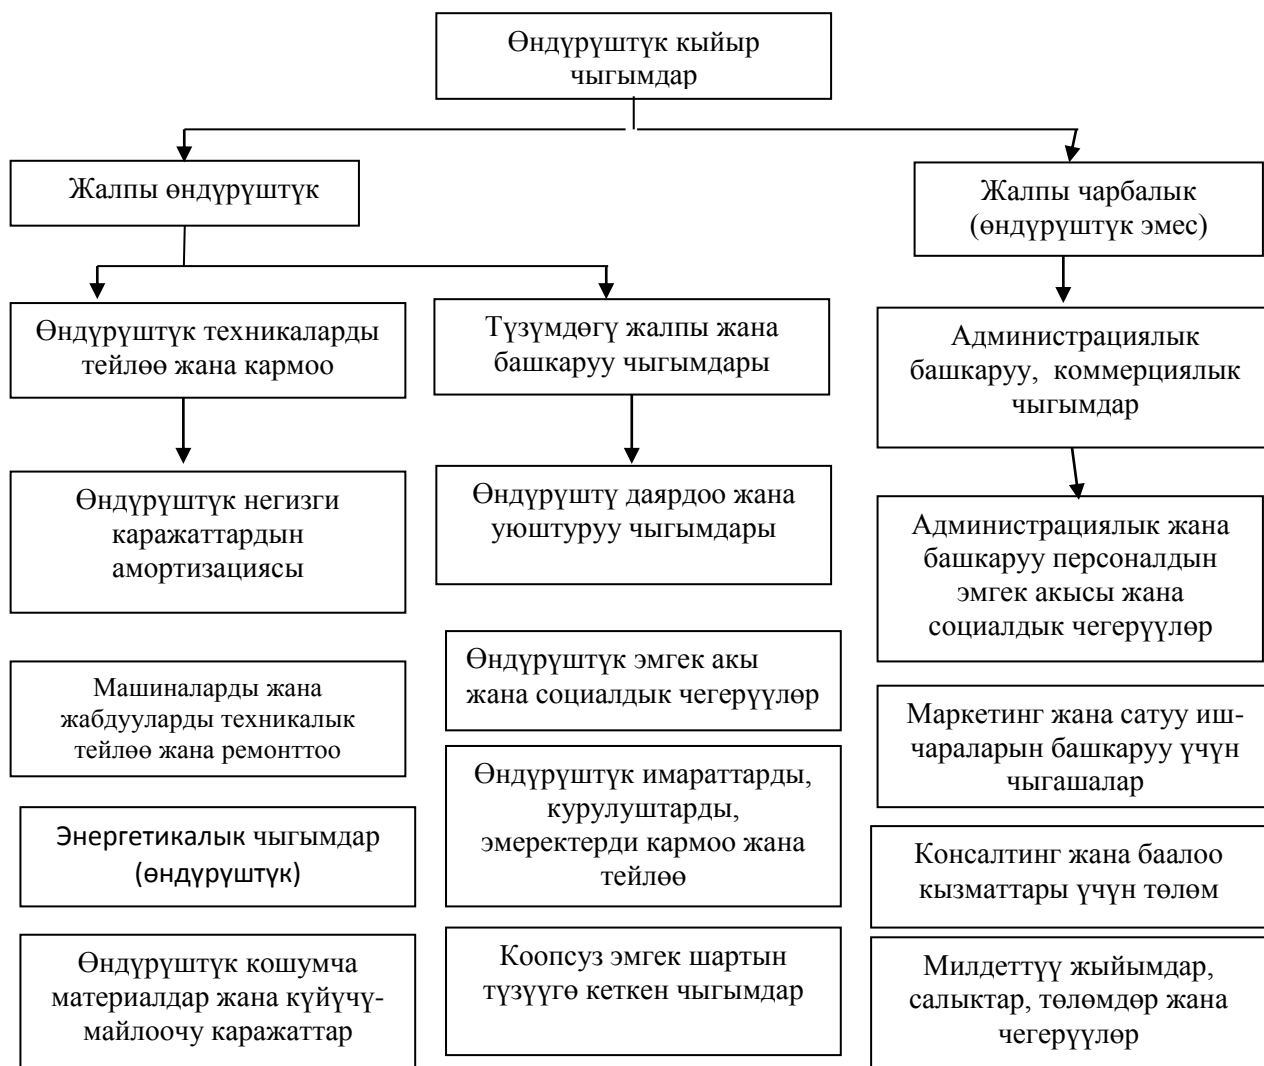 Өндүрүштүк кыйыр
чыгымдар
Жалпы өндүрүштүк
Жалпы чарбалык
(өндүрүштүк эмес)
Өндүрүштүк техникаларды
тейлөө жана кармоо
Түзүмдөгү жалпы жана
башкаруу чыгымдары
Администрациялык
башкаруу, коммерциялык
чыгымдар
Өндүрүштүк негизги
каражаттардын
амортизациясы
Өндүрүштү даярдоо жана
уюштуруу чыгымдары
Администрациялык жана
башкаруу персоналдын
эмгек акысы жана
социалдык чегерүүлөр
Машиналарды жана
жабдууларды техникалык
тейлөө жана ремонттоо
Өндүрүштүк эмгек акы
жана социалдык чегерүүлөр
Маркетинг жана сатуу иш-
чараларын башкаруу үчүн
чыгашалар
Энергетикалык чыгымдар
(өндүрүштүк)
Өндүрүштүк имараттарды,
курулуштарды,
эмеректерди кармоо жана
тейлөө
Консалтинг жана баалоо
кызматтары үчүн төлөм
Өндүрүштүк кошумча
материалдар жана күйүчү-
майлоочу каражаттар
Коопсуз эмгек шартын
түзүүгө кеткен чыгымдар
Милдеттүү жыйымдар,
салыктар, төлөмдөр жана
чегерүүлөр